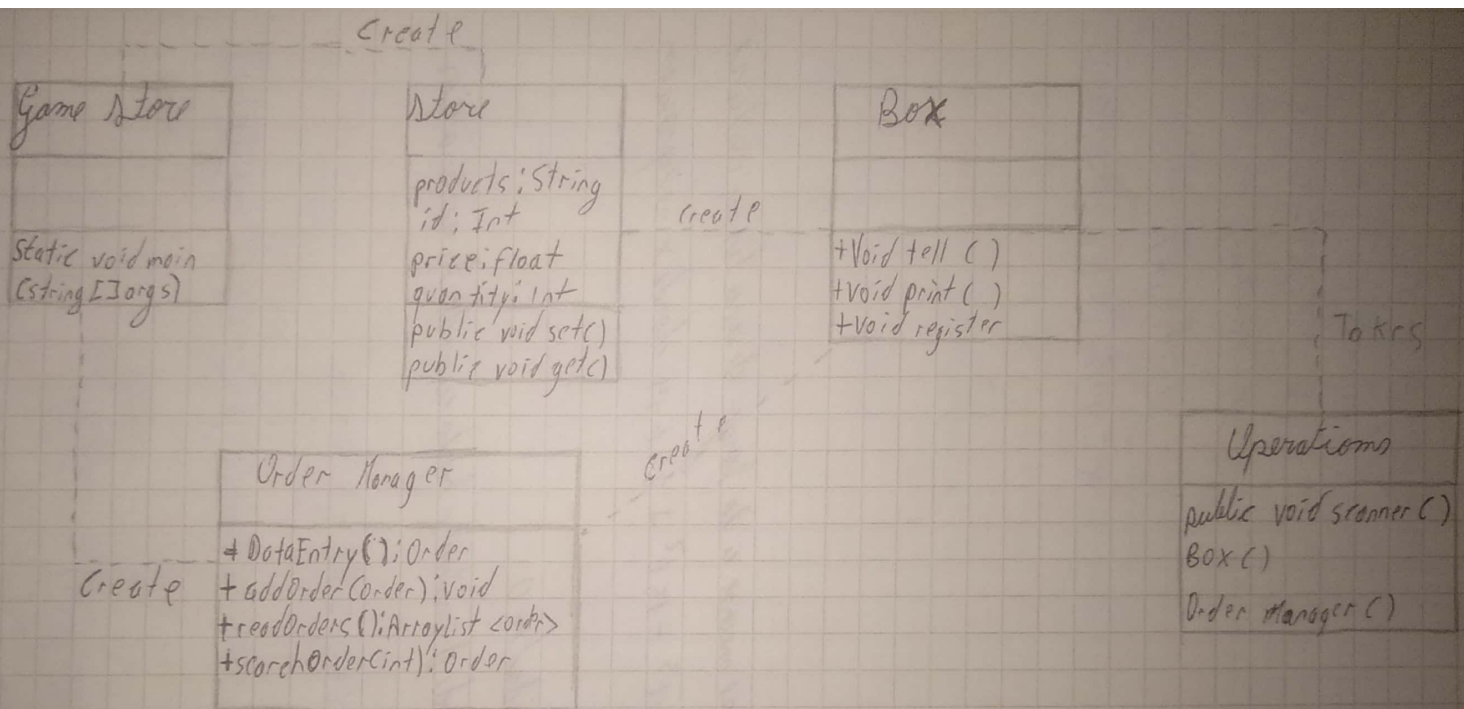 Create
Game Store
Static void main
(string[]args)
Store
products: String
id: Int
price: float
quantity: Int
public void set()
public void get()
create
Box
+Void tell ()
+Void print ()
+Void register
Takes
create
Create
Order Manager
+ DataEntry(): Order
+ addOrder(order): void
+readOrders(): Arraylist <order>
+searchOrder(int): Order
Operations
public void scanner ()
BOX ()
Order Manager ()